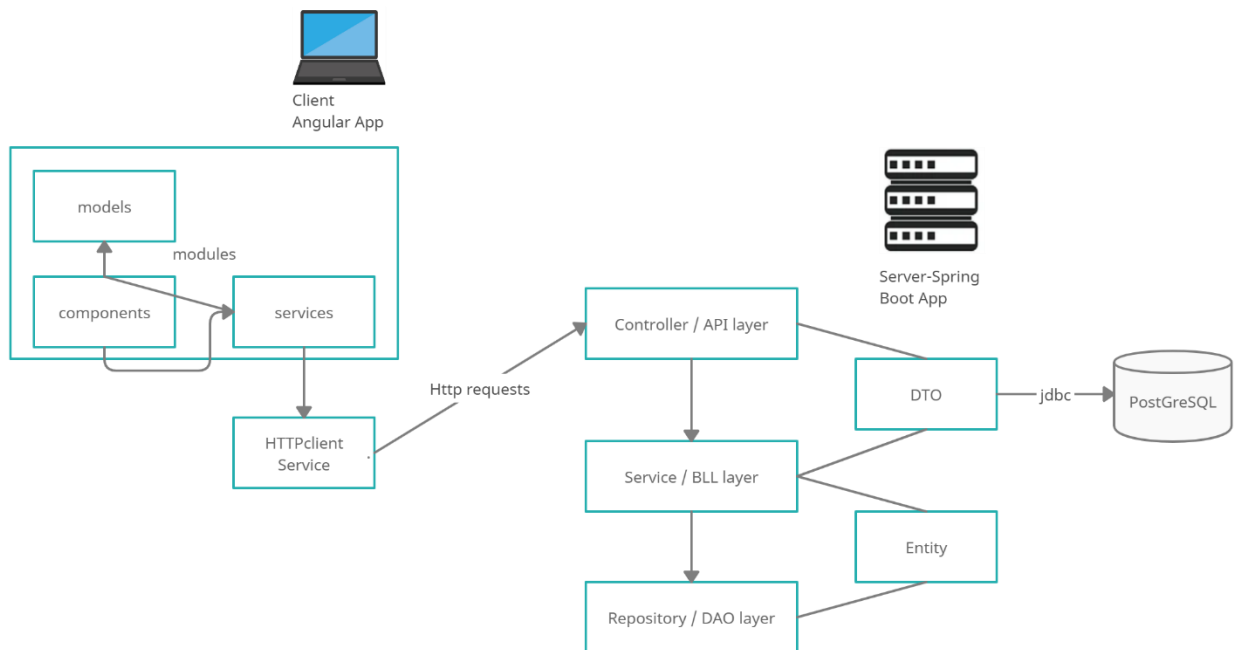 Client
Angular App
models
modules
components
services
HTTPclient
Service
Http requests
Server-Spring
Boot App
Controller / API layer
DTO
jdbc
PostGreSQL
Service / BLL layer
Entity
Repository / DAO layer